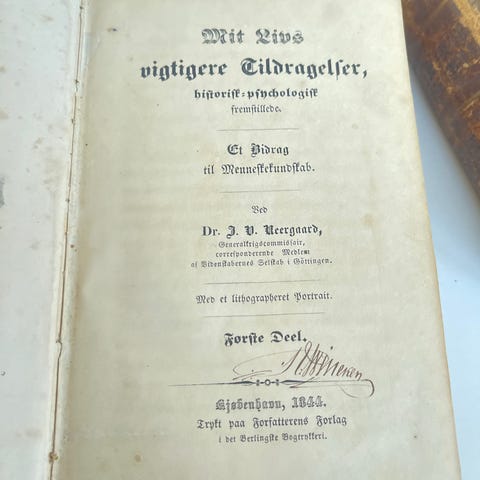 Mit Livs
vigtigere Tildragelser,
historisk-psychologisk
fremstillede.
Et Bidrag
til Menneskekundskab.
Ved
Dr. J. V. Neergaard,
Generalkrigscommissair,
corresponderende Medlem
af Videnskabernes Selskab i Göttingen.
Med et lithographeret Portrait.
Første Deel.
Kjøbenhavn, 1844.
Trykt paa Forfatterens Forlag
i det Berlingske Bogtrykkeri.